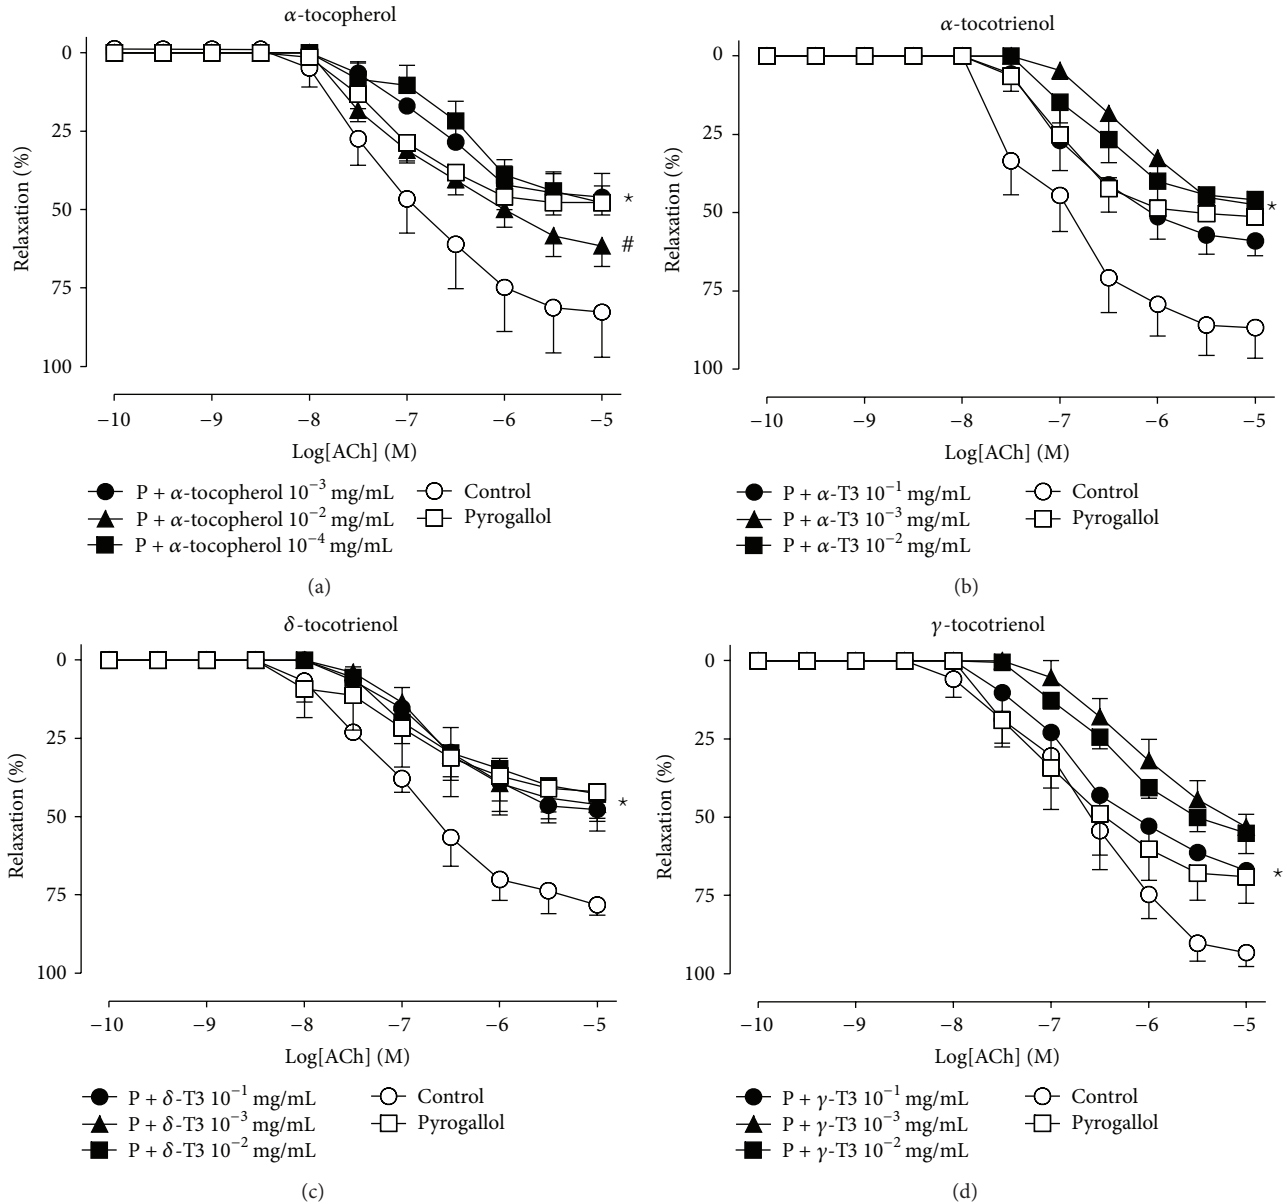 α-tocopherol
0
25
50
75
100
Relaxation (%)
*
#
−10 −9 −8 −7 −6 −5
Log[ACh] (M)
P + α-tocopherol 10⁻³ mg/mL
P + α-tocopherol 10⁻² mg/mL
P + α-tocopherol 10⁻⁴ mg/mL
Control
Pyrogallol
(a)
α-tocotrienol
0
25
50
75
100
Relaxation (%)
*
−10 −9 −8 −7 −6 −5
Log[ACh] (M)
P + α-T3 10⁻¹ mg/mL
P + α-T3 10⁻³ mg/mL
P + α-T3 10⁻² mg/mL
Control
Pyrogallol
(b)
δ-tocotrienol
0
25
50
75
100
Relaxation (%)
*
−10 −9 −8 −7 −6 −5
Log[ACh] (M)
P + δ-T3 10⁻¹ mg/mL
P + δ-T3 10⁻³ mg/mL
P + δ-T3 10⁻² mg/mL
Control
Pyrogallol
(c)
γ-tocotrienol
0
25
50
75
100
Relaxation (%)
*
−10 −9 −8 −7 −6 −5
Log[ACh] (M)
P + γ-T3 10⁻¹ mg/mL
P + γ-T3 10⁻³ mg/mL
P + γ-T3 10⁻² mg/mL
Control
Pyrogallol
(d)